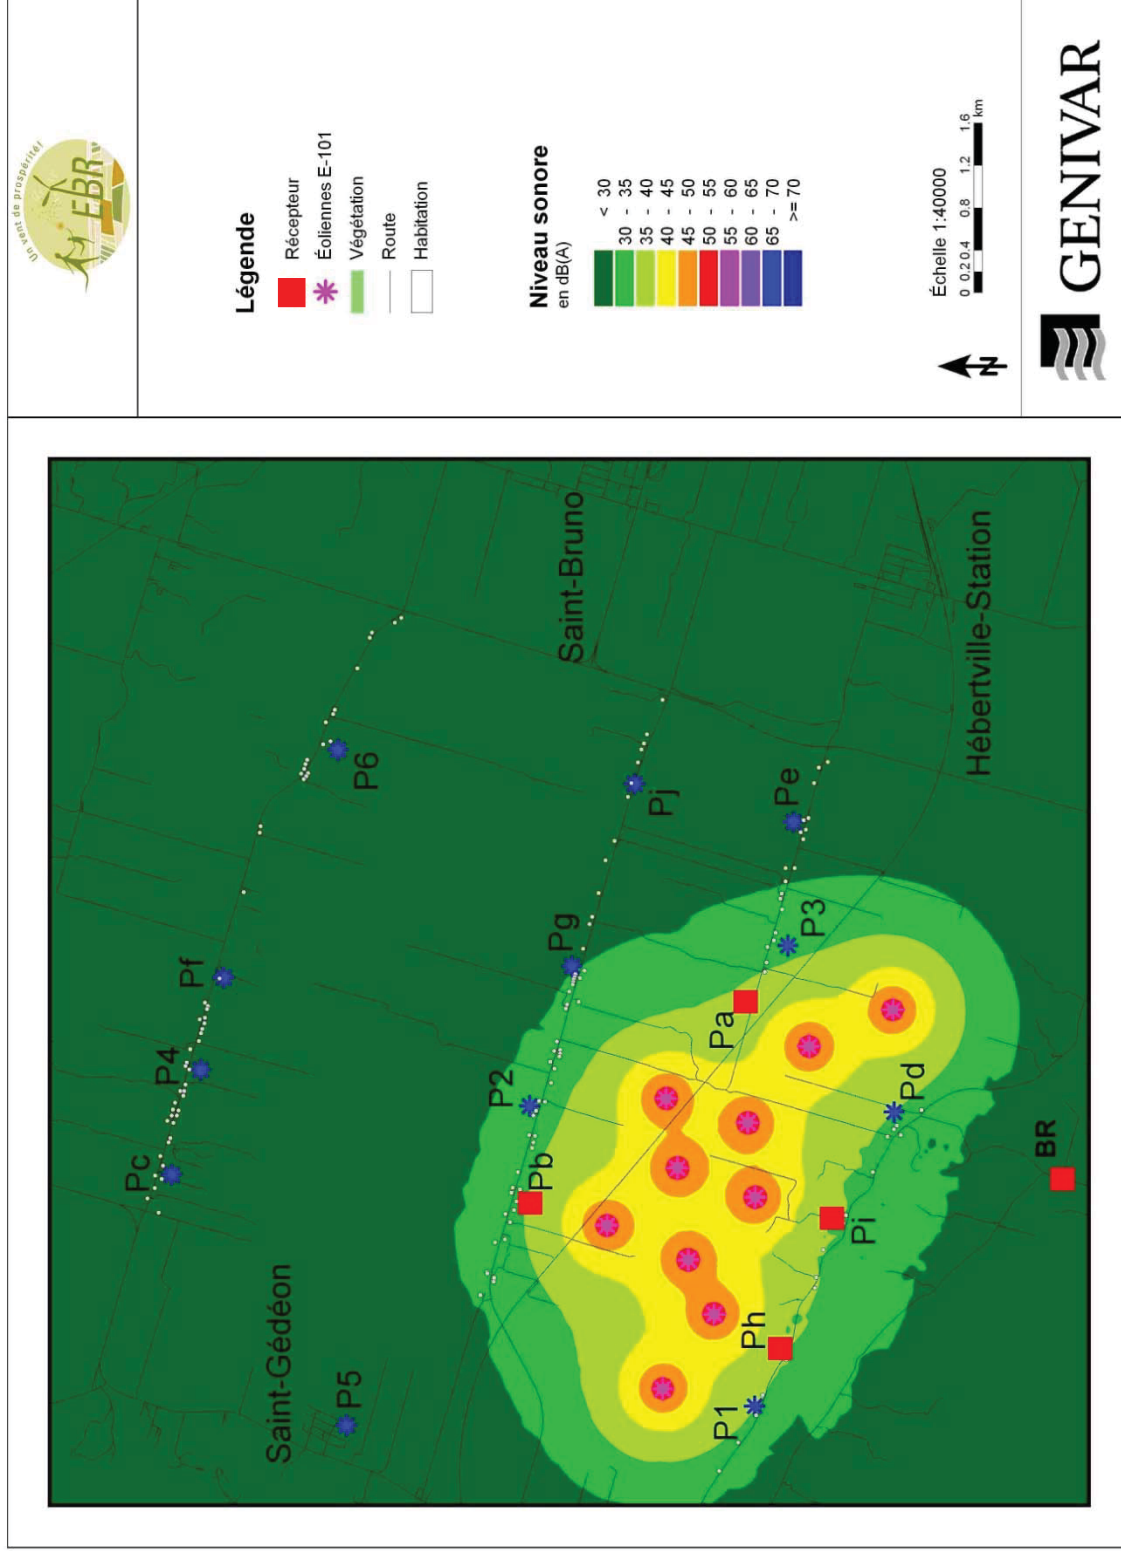 Saint-Gédéon
P5
Pc
P4
Pf
P6
Saint-Bruno
Pb
P2
Pg
Pj
P1
Ph
Pa
P3
Pe
Pi
Pd
Hébertville-Station
BR
Un vent de prospérité!
EBR
Légende
Récepteur
Éoliennes E-101
Végétation
Route
Habitation
Niveau sonore
en dB(A)
< 30
30 - 35
35 - 40
40 - 45
45 - 50
50 - 55
55 - 60
60 - 65
65 - 70
>= 70
Échelle 1:40000
0 0.2 0.4 0.8 1.2 1.6
km
N
GENIVAR